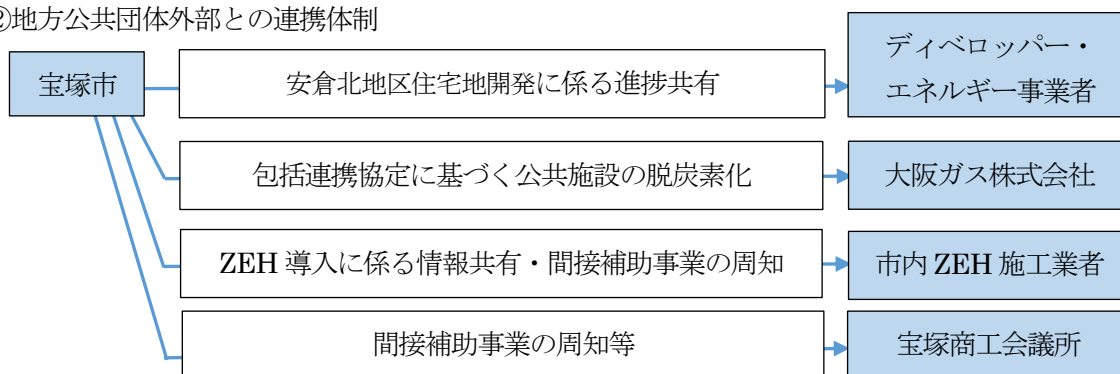 ②地方公共団体外部との連携体制
宝塚市
安倉北地区住宅地開発に係る進捗共有
ディベロッパー・
エネルギー事業者
包括連携協定に基づく公共施設の脱炭素化
大阪ガス株式会社
ZEH 導入に係る情報共有・間接補助事業の周知
市内 ZEH 施工業者
間接補助事業の周知等
宝塚商工会議所